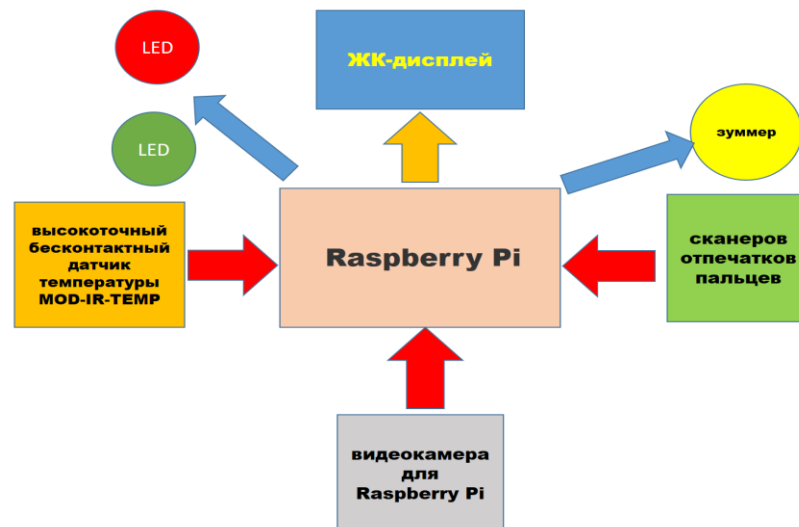 LED
ЖК-дисплей
LED
зуммер
высокоточный
бесконтактный
датчик
температуры
MOD-IR-TEMP
Raspberry Pi
сканеров
отпечатков
пальцев
видеокамера
для
Raspberry Pi